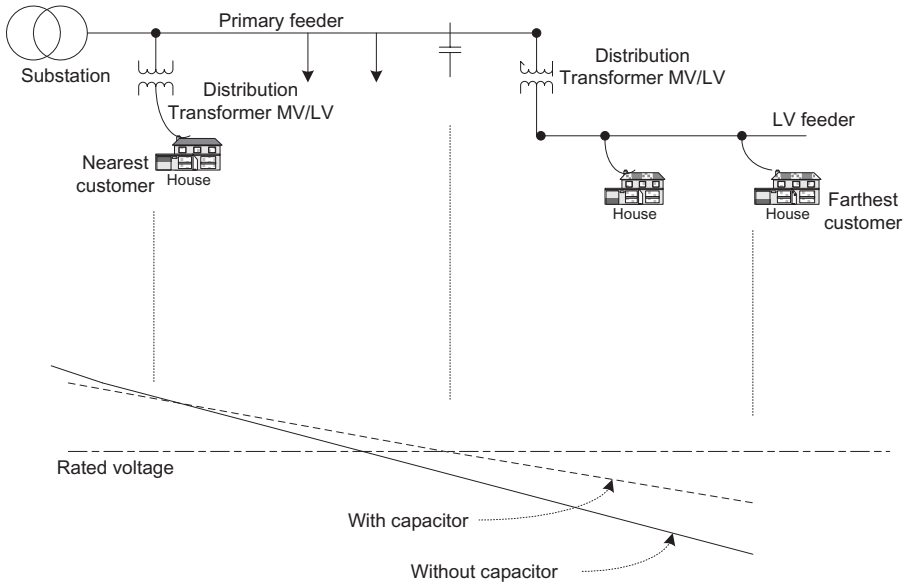 Primary feeder
Substation
Distribution
Transformer MV/LV
Distribution
Transformer MV/LV
LV feeder
Nearest
customer
House
House
House
Farthest
customer
Rated voltage
With capacitor
Without capacitor